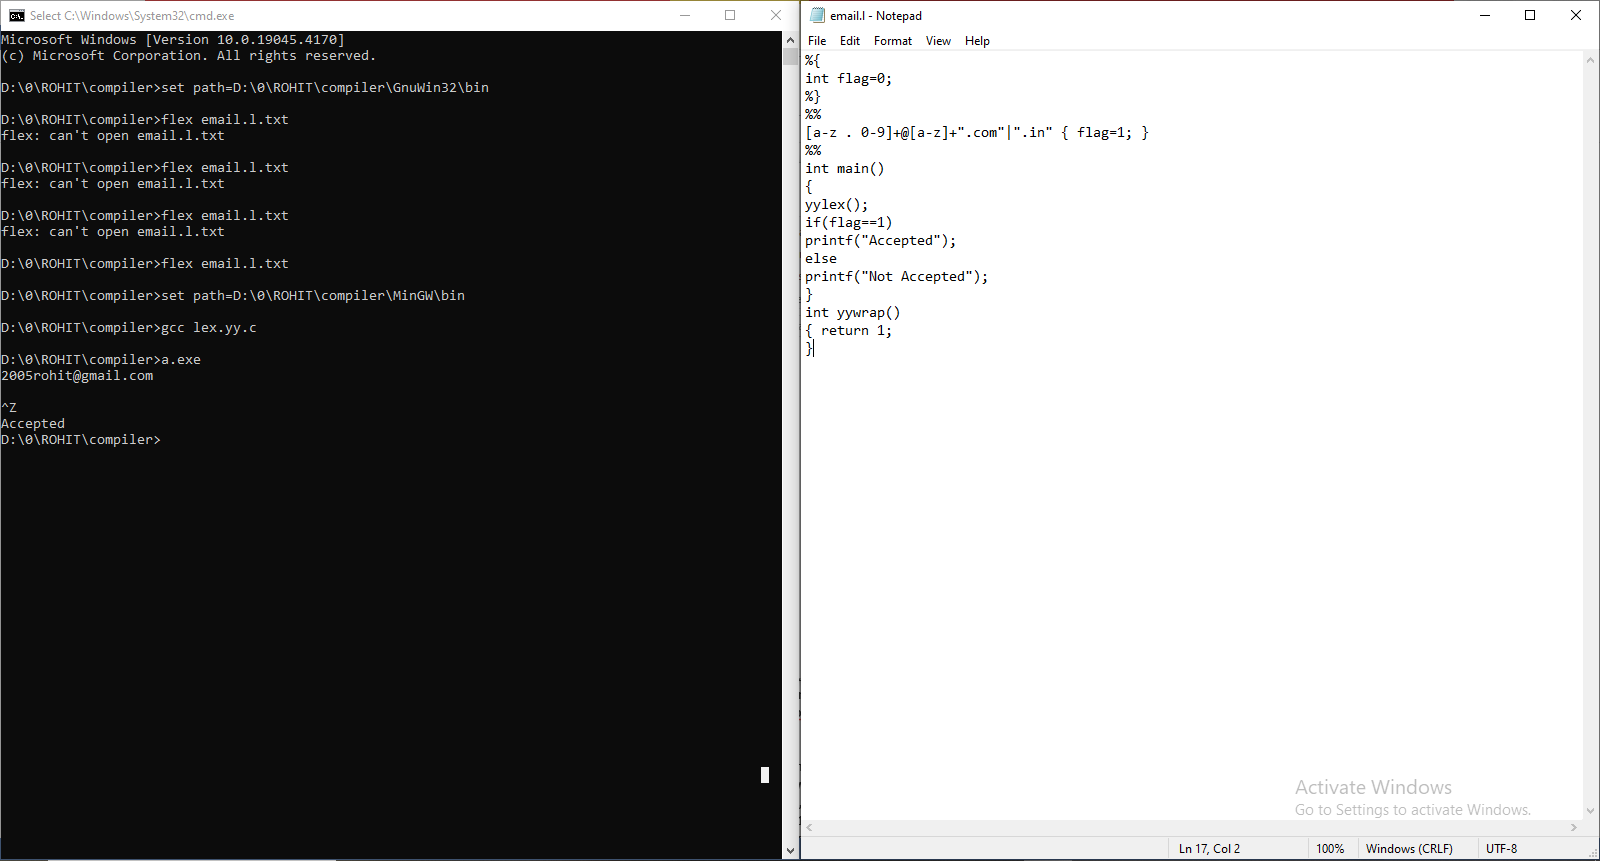 Select C:\Windows\System32\cmd.exe
Microsoft Windows [Version 10.0.19045.4170]
(c) Microsoft Corporation. All rights reserved.
D:\0\ROHIT\compiler>set path=D:\0\ROHIT\compiler\GnuWin32\bin
D:\0\ROHIT\compiler>flex email.l.txt
flex: can't open email.l.txt
D:\0\ROHIT\compiler>flex email.l.txt
flex: can't open email.l.txt
D:\0\ROHIT\compiler>flex email.l.txt
flex: can't open email.l.txt
D:\0\ROHIT\compiler>flex email.l.txt
D:\0\ROHIT\compiler>set path=D:\0\ROHIT\compiler\MinGW\bin
D:\0\ROHIT\compiler>gcc lex.yy.c
D:\0\ROHIT\compiler>a.exe
2005rohit@gmail.com
^Z
Accepted
D:\0\ROHIT\compiler>
email.l - Notepad
File Edit Format View Help
%{
int flag=0;
%}
%%
[a-z . 0-9]+@[a-z]+".com"|".in" { flag=1; }
%%
int main()
{
yylex();
if(flag==1)
printf("Accepted");
else
printf("Not Accepted");
}
int yywrap()
{ return 1;
}
Activate Windows
Go to Settings to activate Windows.
Ln 17, Col 2 100% Windows (CRLF) UTF-8